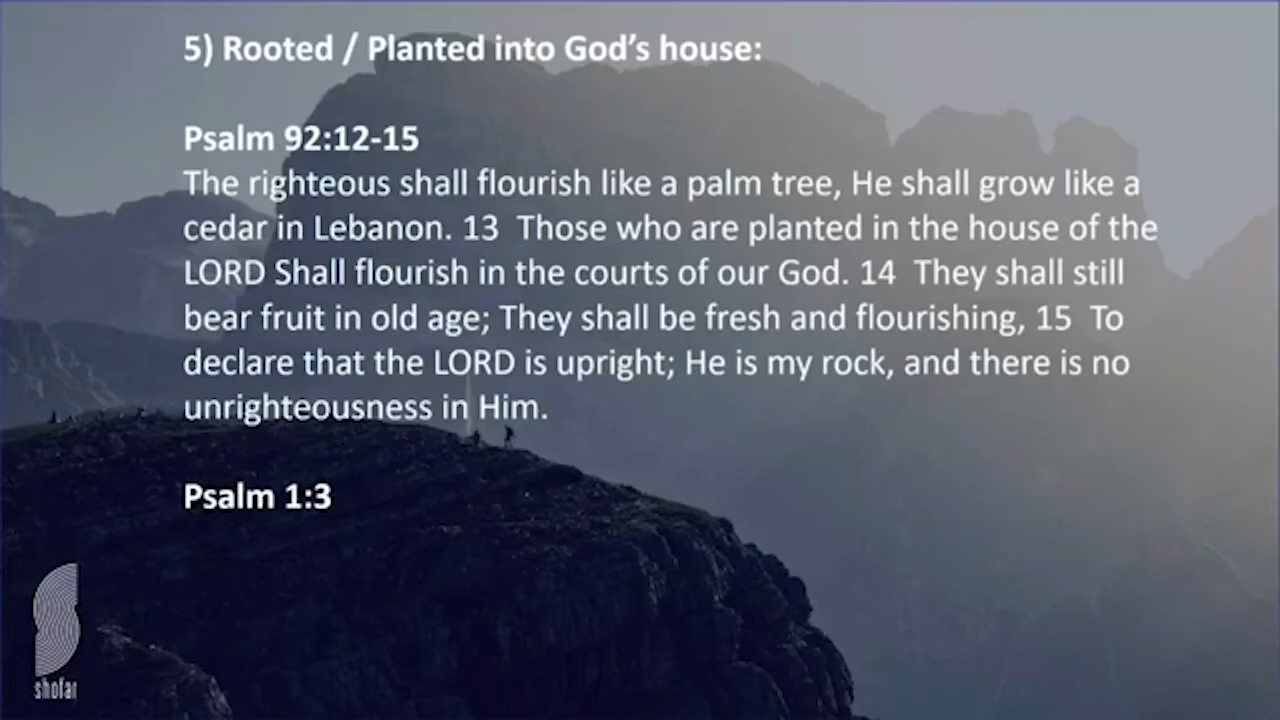 5) Rooted / Planted into God’s house:
Psalm 92:12-15
The righteous shall flourish like a palm tree, He shall grow like a
cedar in Lebanon. 13  Those who are planted in the house of the
LORD Shall flourish in the courts of our God. 14  They shall still
bear fruit in old age; They shall be fresh and flourishing, 15  To
declare that the LORD is upright; He is my rock, and there is no
unrighteousness in Him.
Psalm 1:3
shofar